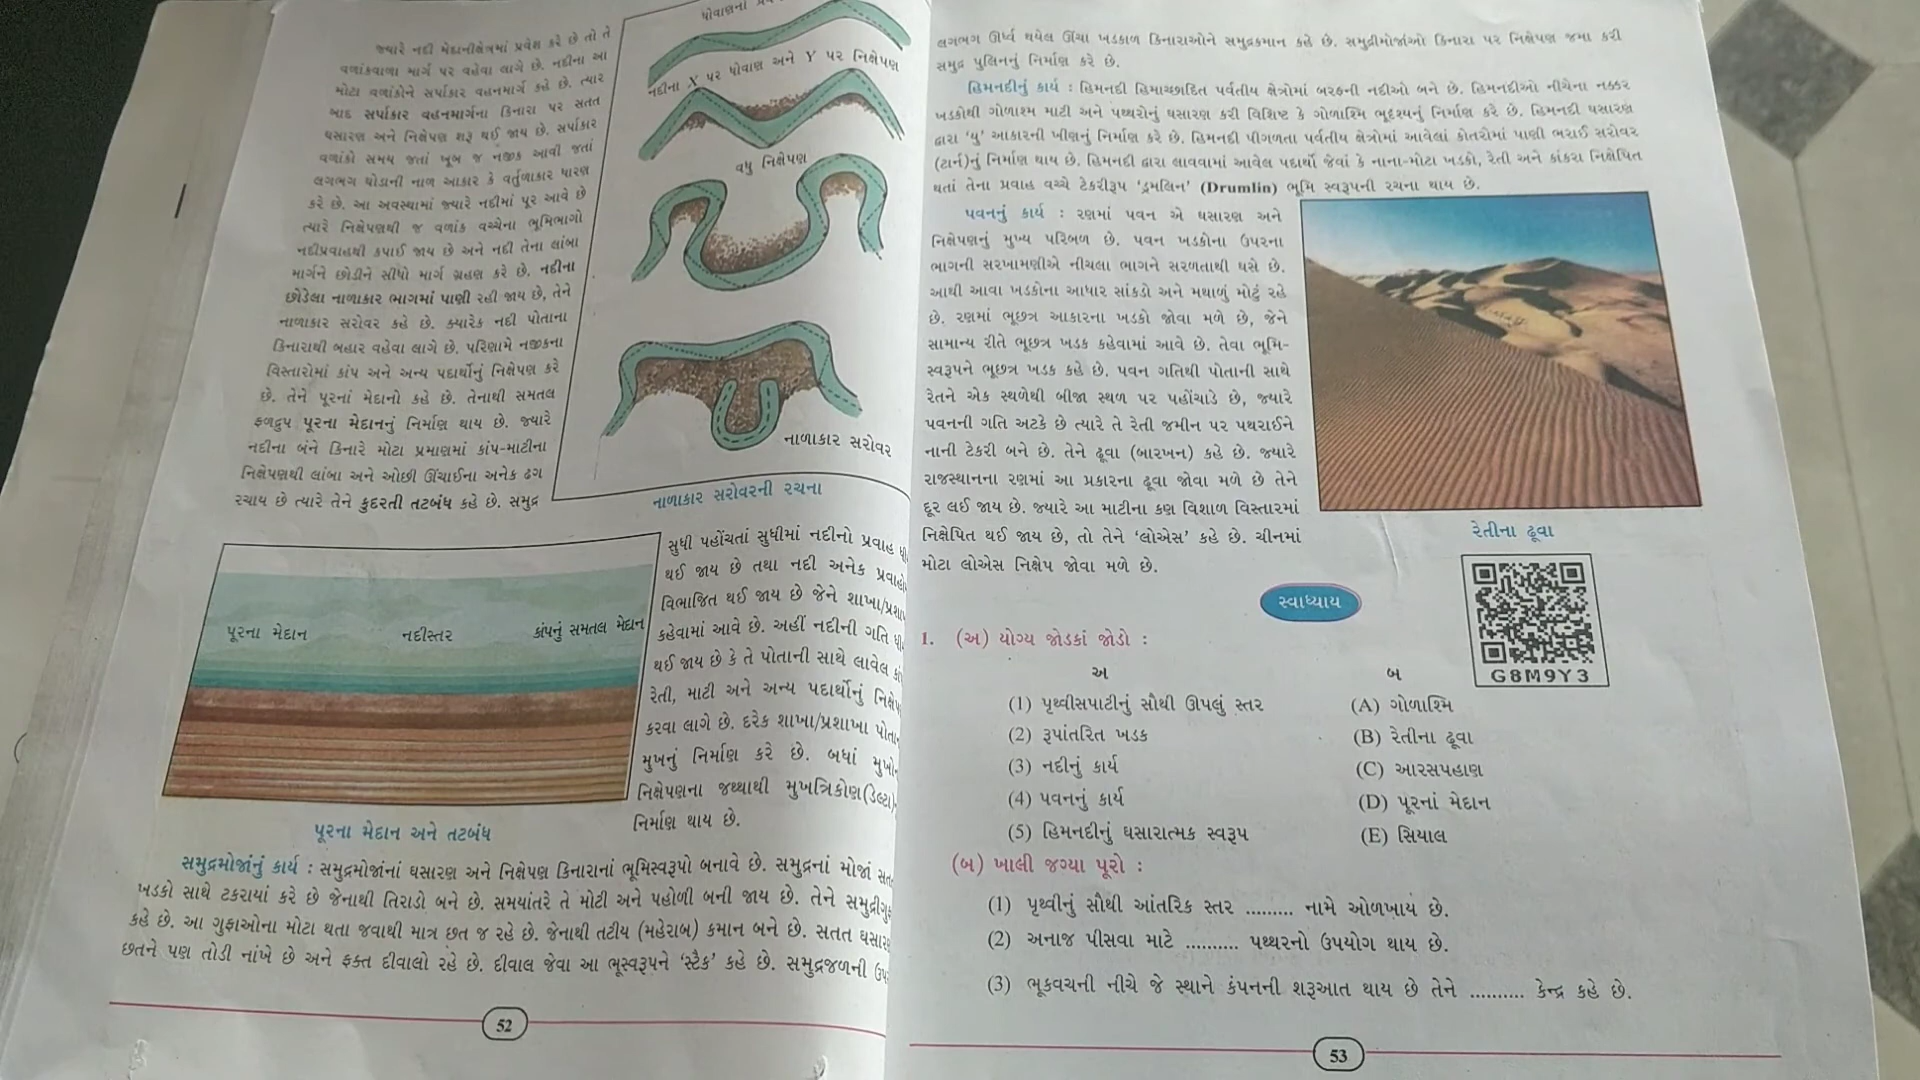 જ્યારે નદી મેદાનીક્ષેત્રમાં પ્રવેશ કરે છે તો તે
વળાંકવાળા માર્ગ પર વહેવા લાગે છે. નદીના આ
મોટા વળાંકોને સર્પાકાર વહનમાર્ગ કહે છે. ત્યાર
બાદ સર્પાકાર વહનમાર્ગના કિનારા પર સતત
ઘસારણ અને નિક્ષેપણ શરૂ થઈ જાય છે. સર્પાકાર
વળાંકો સમય જતાં ખૂબ જ નજીક આવી જતાં
લગભગ ઘોડાની નાળ આકાર કે વર્તુળાકાર ધારણ
કરે છે. આ અવસ્થામાં જ્યારે નદીમાં પૂર આવે છે
ત્યારે નિક્ષેપણથી જ વળાંક વચ્ચેના ભૂમિભાગો
નદીપ્રવાહથી કપાઈ જાય છે અને નદી તેના લાંબા
માર્ગને છોડીને સીધો માર્ગ ગ્રહણ કરે છે. નદીના
છોડેલા નાળાકાર ભાગમાં પાણી રહી જાય છે, તેને
નાળાકાર સરોવર કહે છે. ક્યારેક નદી પોતાના
કિનારાથી બહાર વહેવા લાગે છે. પરિણામે નજીકના
વિસ્તારોમાં કાંપ અને અન્ય પદાર્થોનું નિક્ષેપણ કરે
છે. તેને પૂરનાં મેદાનો કહે છે. તેનાથી સમતલ
ફળદ્રુપ પૂરના મેદાનનું નિર્માણ થાય છે. જ્યારે
નદીના બંને કિનારે મોટા પ્રમાણમાં કાંપ-માટીના
નિક્ષેપણથી લાંબા અને ઓછી ઊંચાઈના અનેક ઢગ
રચાય છે ત્યારે તેને કુદરતી તટબંધ કહે છે. સમુદ્ર
ધોવાણના
નદીના X પર ધોવાણ અને Y પર નિક્ષેપણ
વધુ નિક્ષેપણ
નાળાકાર સરોવર
નાળાકાર સરોવરની રચના
પૂરના મેદાન નદીસ્તર કાંપનું સમતલ મેદાન
પૂરના મેદાન અને તટબંધ
સુધી પહોંચતાં સુધીમાં નદીનો પ્રવાહ
થઈ જાય છે તથા નદી અનેક
વિભાજિત થઈ જાય છે જેને
કહેવામાં આવે છે. અહીં નદીની ગતિ
થઈ જાય છે કે તે પોતાની સાથે લાવેલ
રેતી, માટી અને અન્ય પદાર્થોનું
કરવા લાગે છે. દરેક શાખા/પ્રશાખા
મુખનું નિર્માણ કરે છે. બધાં
નિક્ષેપણના જથ્થાથી મુખત્રિકોણ(ડેલ્ટા)
નિર્માણ થાય છે.
સમુદ્રમોજાંનું કાર્ય : સમુદ્રમોજાંનાં ઘસારણ અને નિક્ષેપણ કિનારાનાં ભૂમિસ્વરૂપો બનાવે છે. સમુદ્રનાં મોજાં
ખડકો સાથે ટકરાયાં કરે છે જેનાથી તિરાડો બને છે. સમયાંતરે તે મોટી અને પહોળી બની જાય છે. તેને
કહે છે. આ ગુફાઓના મોટા થતા જવાથી માત્ર છત જ રહે છે. જેનાથી તટીય (મહેરાબ) કમાન બને છે. સતત
છતને પણ તોડી નાંખે છે અને ફક્ત દીવાલો રહે છે. દીવાલ જેવા આ ભૂસ્વરૂપને ‘સ્ટૅક’ કહે છે. સમુદ્રજળની
52
લગભગ ઊર્ધ્વ થયેલ ઊંચા ખડકાળ કિનારાઓને સમુદ્રકમાન કહે છે. સમુદ્રીમોજાંઓ કિનારા પર નિક્ષેપણ જમા કરી
સમુદ્ર પુલિનનું નિર્માણ કરે છે.
હિમનદીનું કાર્ય : હિમનદી હિમાચ્છાદિત પર્વતીય ક્ષેત્રોમાં બરફની નદીઓ બને છે. હિમનદીઓ નીચેના નક્કર
ખડકોથી ગોળાશ્મ માટી અને પથ્થરોનું ઘસારણ કરી વિશિષ્ટ કે ગોળાશ્મિ ભૂદૃશ્યનું નિર્માણ કરે છે. હિમનદી ઘસારણ
દ્વારા ‘યુ’ આકારની ખીણનું નિર્માણ કરે છે. હિમનદી પીગળતા પર્વતીય ક્ષેત્રોમાં આવેલાં કોતરોમાં પાણી ભરાઈ સરોવર
(ટાર્ન)નું નિર્માણ થાય છે. હિમનદી દ્વારા લાવવામાં આવેલ પદાર્થો જેવાં કે નાના-મોટા ખડકો, રેતી અને કાંકરા નિક્ષેપિત
થતાં તેના પ્રવાહ વચ્ચે ટેકરીરૂપ ‘ડ્રમલિન’ (Drumlin) ભૂમિ સ્વરૂપની રચના થાય છે.
પવનનું કાર્ય : રણમાં પવન એ ઘસારણ અને
નિક્ષેપણનું મુખ્ય પરિબળ છે. પવન ખડકોના ઉપરના
ભાગની સરખામણીએ નીચલા ભાગને સરળતાથી ઘસે છે.
આથી આવા ખડકોના આધાર સાંકડો અને મથાળું મોટું રહે
છે. રણમાં ભૂછત્ર આકારના ખડકો જોવા મળે છે, જેને
સામાન્ય રીતે ભૂછત્ર ખડક કહેવામાં આવે છે. તેવા ભૂમિ-
સ્વરૂપને ભૂછત્ર ખડક કહે છે. પવન ગતિથી પોતાની સાથે
રેતને એક સ્થળેથી બીજા સ્થળ પર પહોંચાડે છે, જ્યારે
પવનની ગતિ અટકે છે ત્યારે તે રેતી જમીન પર પથરાઈને
નાની ટેકરી બને છે. તેને ઢૂવા (બારખન) કહે છે. જ્યારે
રાજસ્થાનના રણમાં આ પ્રકારના ઢૂવા જોવા મળે છે તેને
દૂર લઈ જાય છે. જ્યારે આ માટીના કણ વિશાળ વિસ્તારમાં
નિક્ષેપિત થઈ જાય છે, તો તેને ‘લોએસ’ કહે છે. ચીનમાં
મોટા લોએસ નિક્ષેપ જોવા મળે છે.
રેતીના ઢૂવા
G8M9Y3
સ્વાધ્યાય
1. (અ) યોગ્ય જોડકાં જોડો :
અ બ
(1) પૃથ્વીસપાટીનું સૌથી ઊપલું સ્તર (A) ગોળાશ્મિ
(2) રૂપાંતરિત ખડક (B) રેતીના ઢૂવા
(3) નદીનું કાર્ય (C) આરસપહાણ
(4) પવનનું કાર્ય (D) પૂરનાં મેદાન
(5) હિમનદીનું ઘસારાત્મક સ્વરૂપ (E) સિયાલ
(બ) ખાલી જગ્યા પૂરો :
(1) પૃથ્વીનું સૌથી આંતરિક સ્તર ......... નામે ઓળખાય છે.
(2) અનાજ પીસવા માટે .......... પથ્થરનો ઉપયોગ થાય છે.
(3) ભૂકવચની નીચે જે સ્થાને કંપનની શરૂઆત થાય છે તેને .......... કેન્દ્ર કહે છે.
53